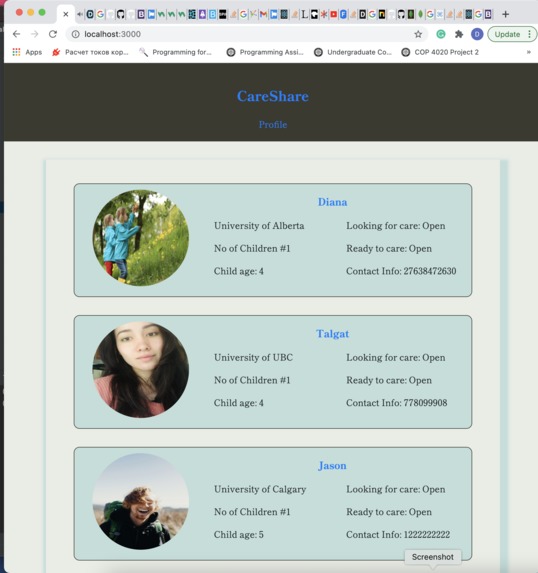 localhost:3000
Update
Apps
Расчет токов кор...
Programming for...
Programming Assi...
Undergraduate Co...
COP 4020 Project 2
»
CareShare
Profile
Diana
University of Alberta
Looking for care: Open
No of Children #1
Ready to care: Open
Child age: 4
Contact Info: 27638472630
Talgat
University of UBC
Looking for care: Open
No of Children #1
Ready to care: Open
Child age: 4
Contact Info: 778099908
Jason
University of Calgary
Looking for care: Open
No of Children #1
Ready to care: Open
Child age: 5
Contact Info: 1222222222
Screenshot